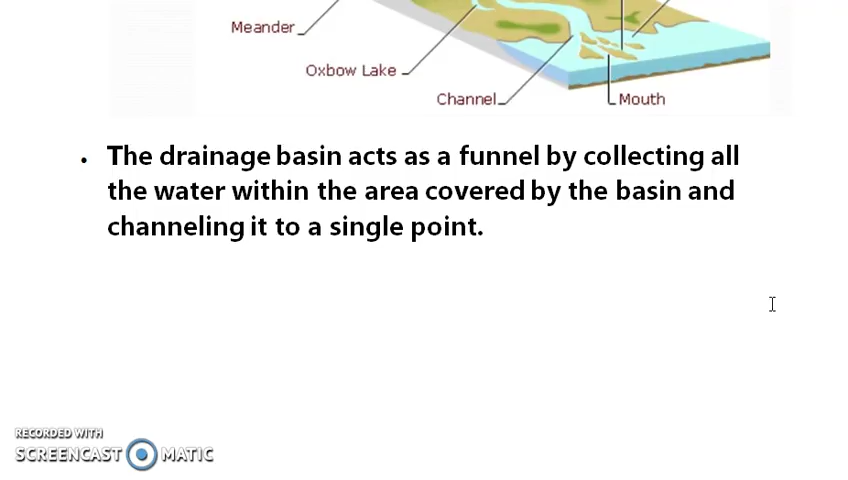 Meander
Oxbow Lake
Channel
Mouth
• The drainage basin acts as a funnel by collecting all
the water within the area covered by the basin and
channeling it to a single point.
RECORDED WITH
SCREENCAST MATIC